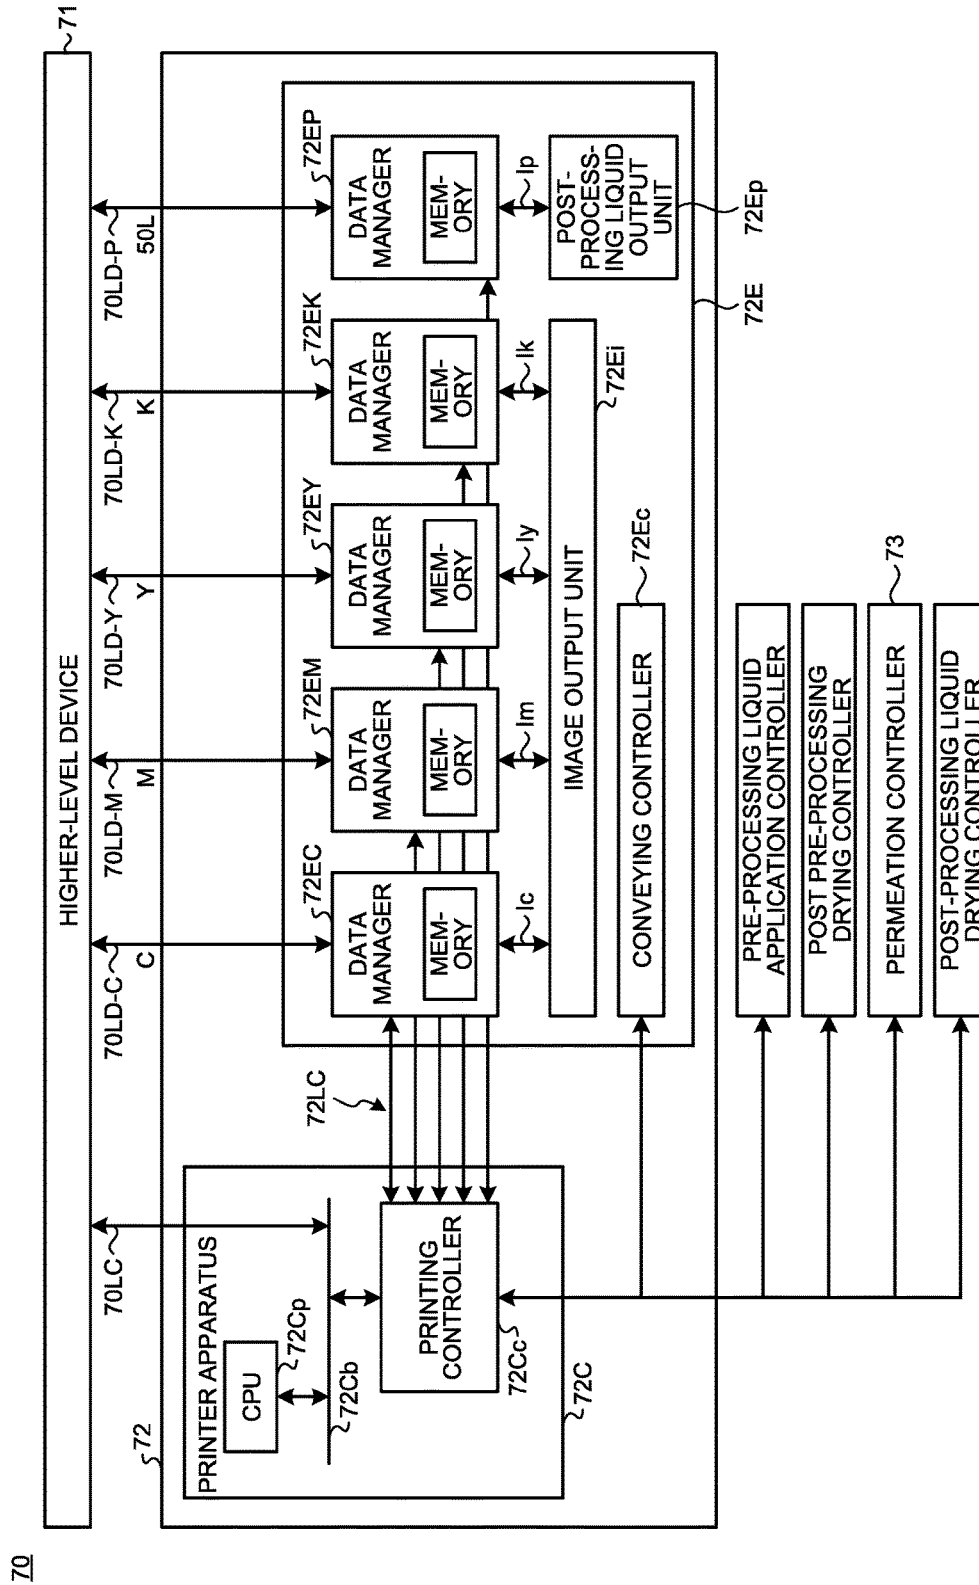 70
HIGHER-LEVEL DEVICE
71
70LC
70LD-C
C
70LD-M
M
70LD-Y
Y
70LD-K
K
70LD-P
50L
72
PRINTER APPARATUS
CPU
72Cp
72Cb
PRINTING
CONTROLLER
72Cc
72C
72LC
72EC
DATA
MANAGER
MEM-
ORY
Ic
72EM
DATA
MANAGER
MEM-
ORY
Im
72EY
DATA
MANAGER
MEM-
ORY
Iy
72EK
DATA
MANAGER
MEM-
ORY
Ik
72EP
DATA
MANAGER
MEM-
ORY
Ip
IMAGE OUTPUT UNIT
72Ei
POST-
PROCESS-
ING LIQUID
OUTPUT
UNIT
72Ep
CONVEYING CONTROLLER
72Ec
72E
PRE-PROCESSING LIQUID
APPLICATION CONTROLLER
POST PRE-PROCESSING
DRYING CONTROLLER
PERMEATION CONTROLLER
73
POST-PROCESSING LIQUID
DRYING CONTROLLER